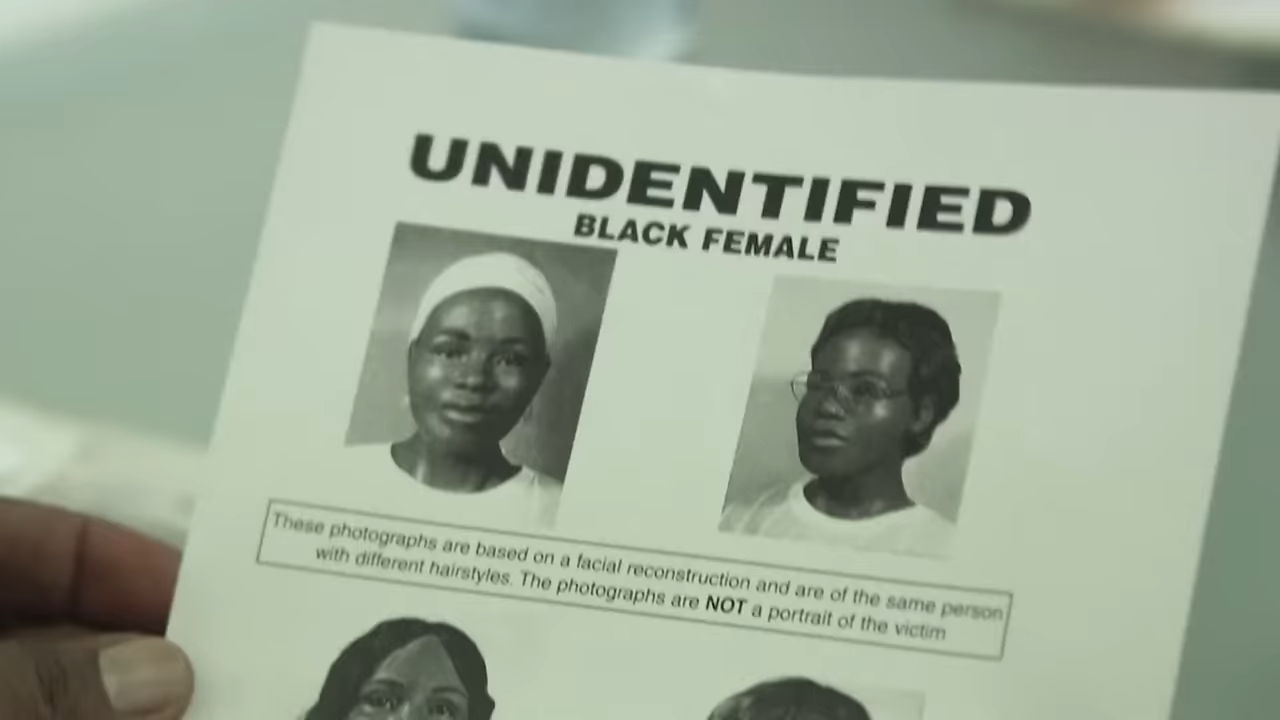 UNIDENTIFIED
BLACK FEMALE
These photographs are based on a facial reconstruction and are of the same person
with different hairstyles. The photographs are NOT a portrait of the victim